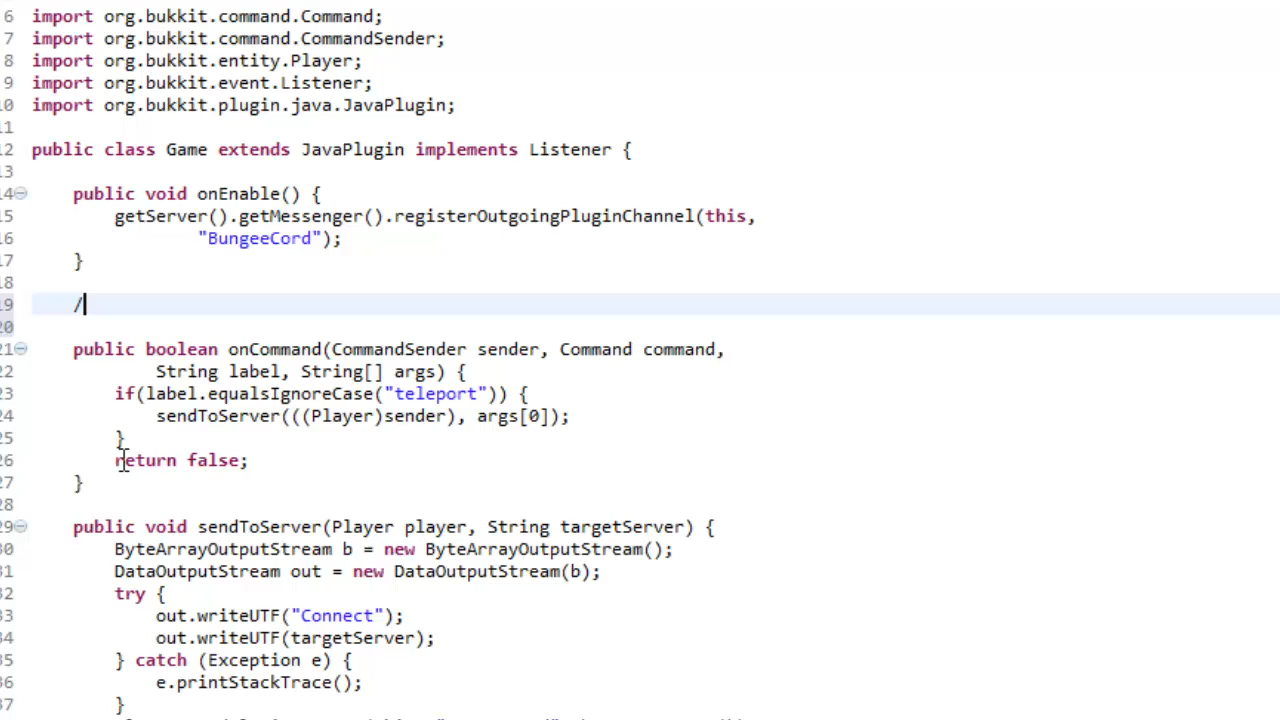 6 import org.bukkit.command.Command;
7 import org.bukkit.command.CommandSender;
8 import org.bukkit.entity.Player;
9 import org.bukkit.event.Listener;
10 import org.bukkit.plugin.java.JavaPlugin;
11
12 public class Game extends JavaPlugin implements Listener {
13
14 public void onEnable() {
15 getServer().getMessenger().registerOutgoingPluginChannel(this,
16 "BungeeCord");
17 }
18
19 /
20
21 public boolean onCommand(CommandSender sender, Command command,
22 String label, String[] args) {
23 if(label.equalsIgnoreCase("teleport")) {
24 sendToServer(((Player)sender), args[0]);
25 }
26 return false;
27 }
28
29 public void sendToServer(Player player, String targetServer) {
30 ByteArrayOutputStream b = new ByteArrayOutputStream();
31 DataOutputStream out = new DataOutputStream(b);
32 try {
33 out.writeUTF("Connect");
34 out.writeUTF(targetServer);
35 } catch (Exception e) {
36 e.printStackTrace();
37 }